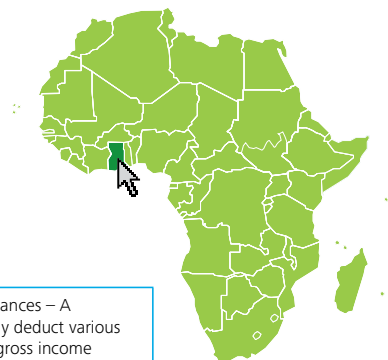 ances – A
y deduct various
gross income